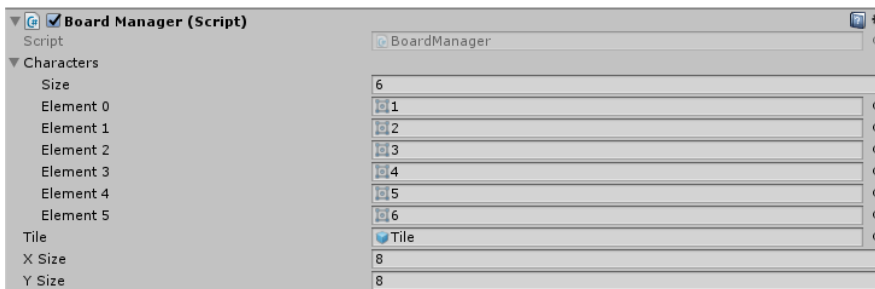 Board Manager (Script)
Script BoardManager
Characters
Size 6
Element 0 1
Element 1 2
Element 2 3
Element 3 4
Element 4 5
Element 5 6
Tile Tile
X Size 8
Y Size 8